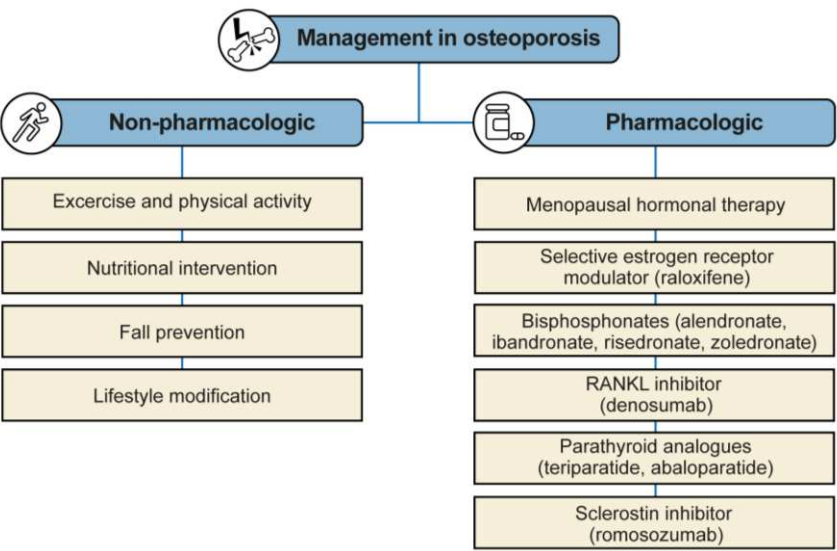 Management in osteoporosis
Non-pharmacologic
Excercise and physical activity
Nutritional intervention
Fall prevention
Lifestyle modification
Pharmacologic
Menopausal hormonal therapy
Selective estrogen receptor
modulator (raloxifene)
Bisphosphonates (alendronate,
ibandronate, risedronate, zoledronate)
RANKL inhibitor
(denosumab)
Parathyroid analogues
(teriparatide, abaloparatide)
Sclerostin inhibitor
(romosozumab)